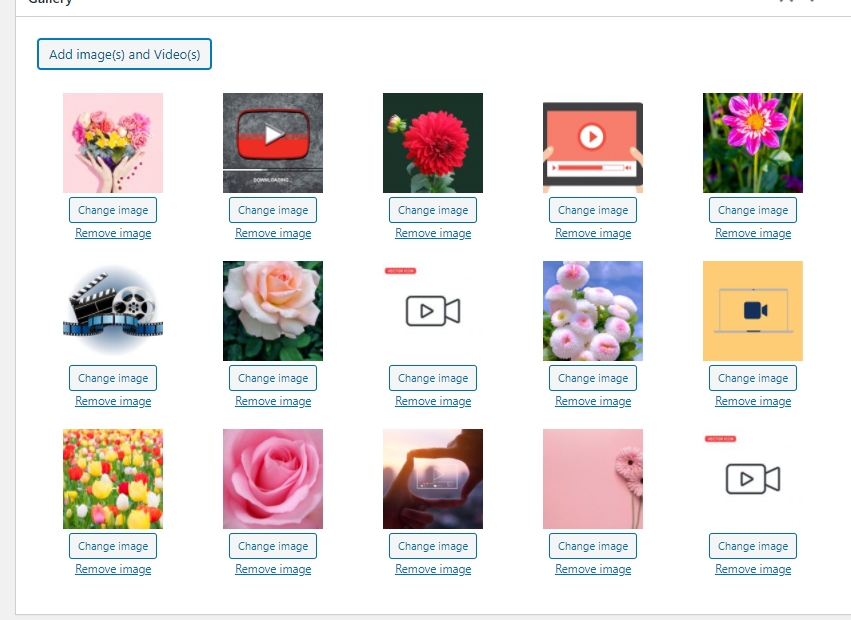 Gallery
Add image(s) and Video(s)
DOWNLOADING...
Change image Change image Change image Change image Change image
Remove image Remove image Remove image Remove image Remove image
VECTOR ICON
Change image Change image Change image Change image Change image
Remove image Remove image Remove image Remove image Remove image
VECTOR ICON
Change image Change image Change image Change image Change image
Remove image Remove image Remove image Remove image Remove image